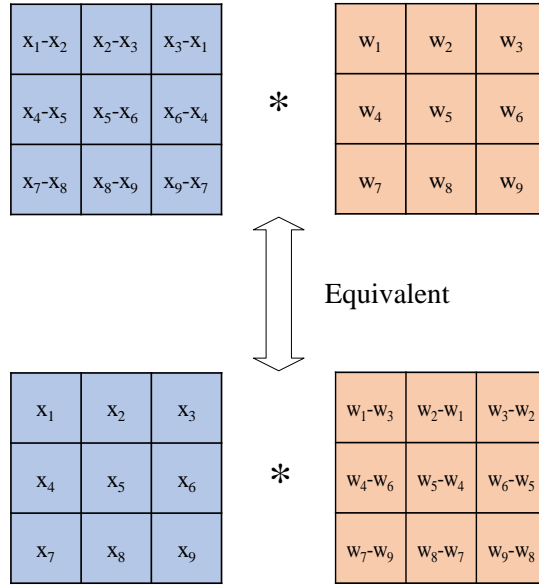 x₁-x₂ x₂-x₃ x₃-x₁ w₁ w₂ w₃
x₄-x₅ x₅-x₆ x₆-x₄ * w₄ w₅ w₆
x₇-x₈ x₈-x₉ x₉-x₇ w₇ w₈ w₉
Equivalent
x₁ x₂ x₃ w₁-w₃ w₂-w₁ w₃-w₂
x₄ x₅ x₆ * w₄-w₆ w₅-w₄ w₆-w₅
x₇ x₈ x₉ w₇-w₉ w₈-w₇ w₉-w₈